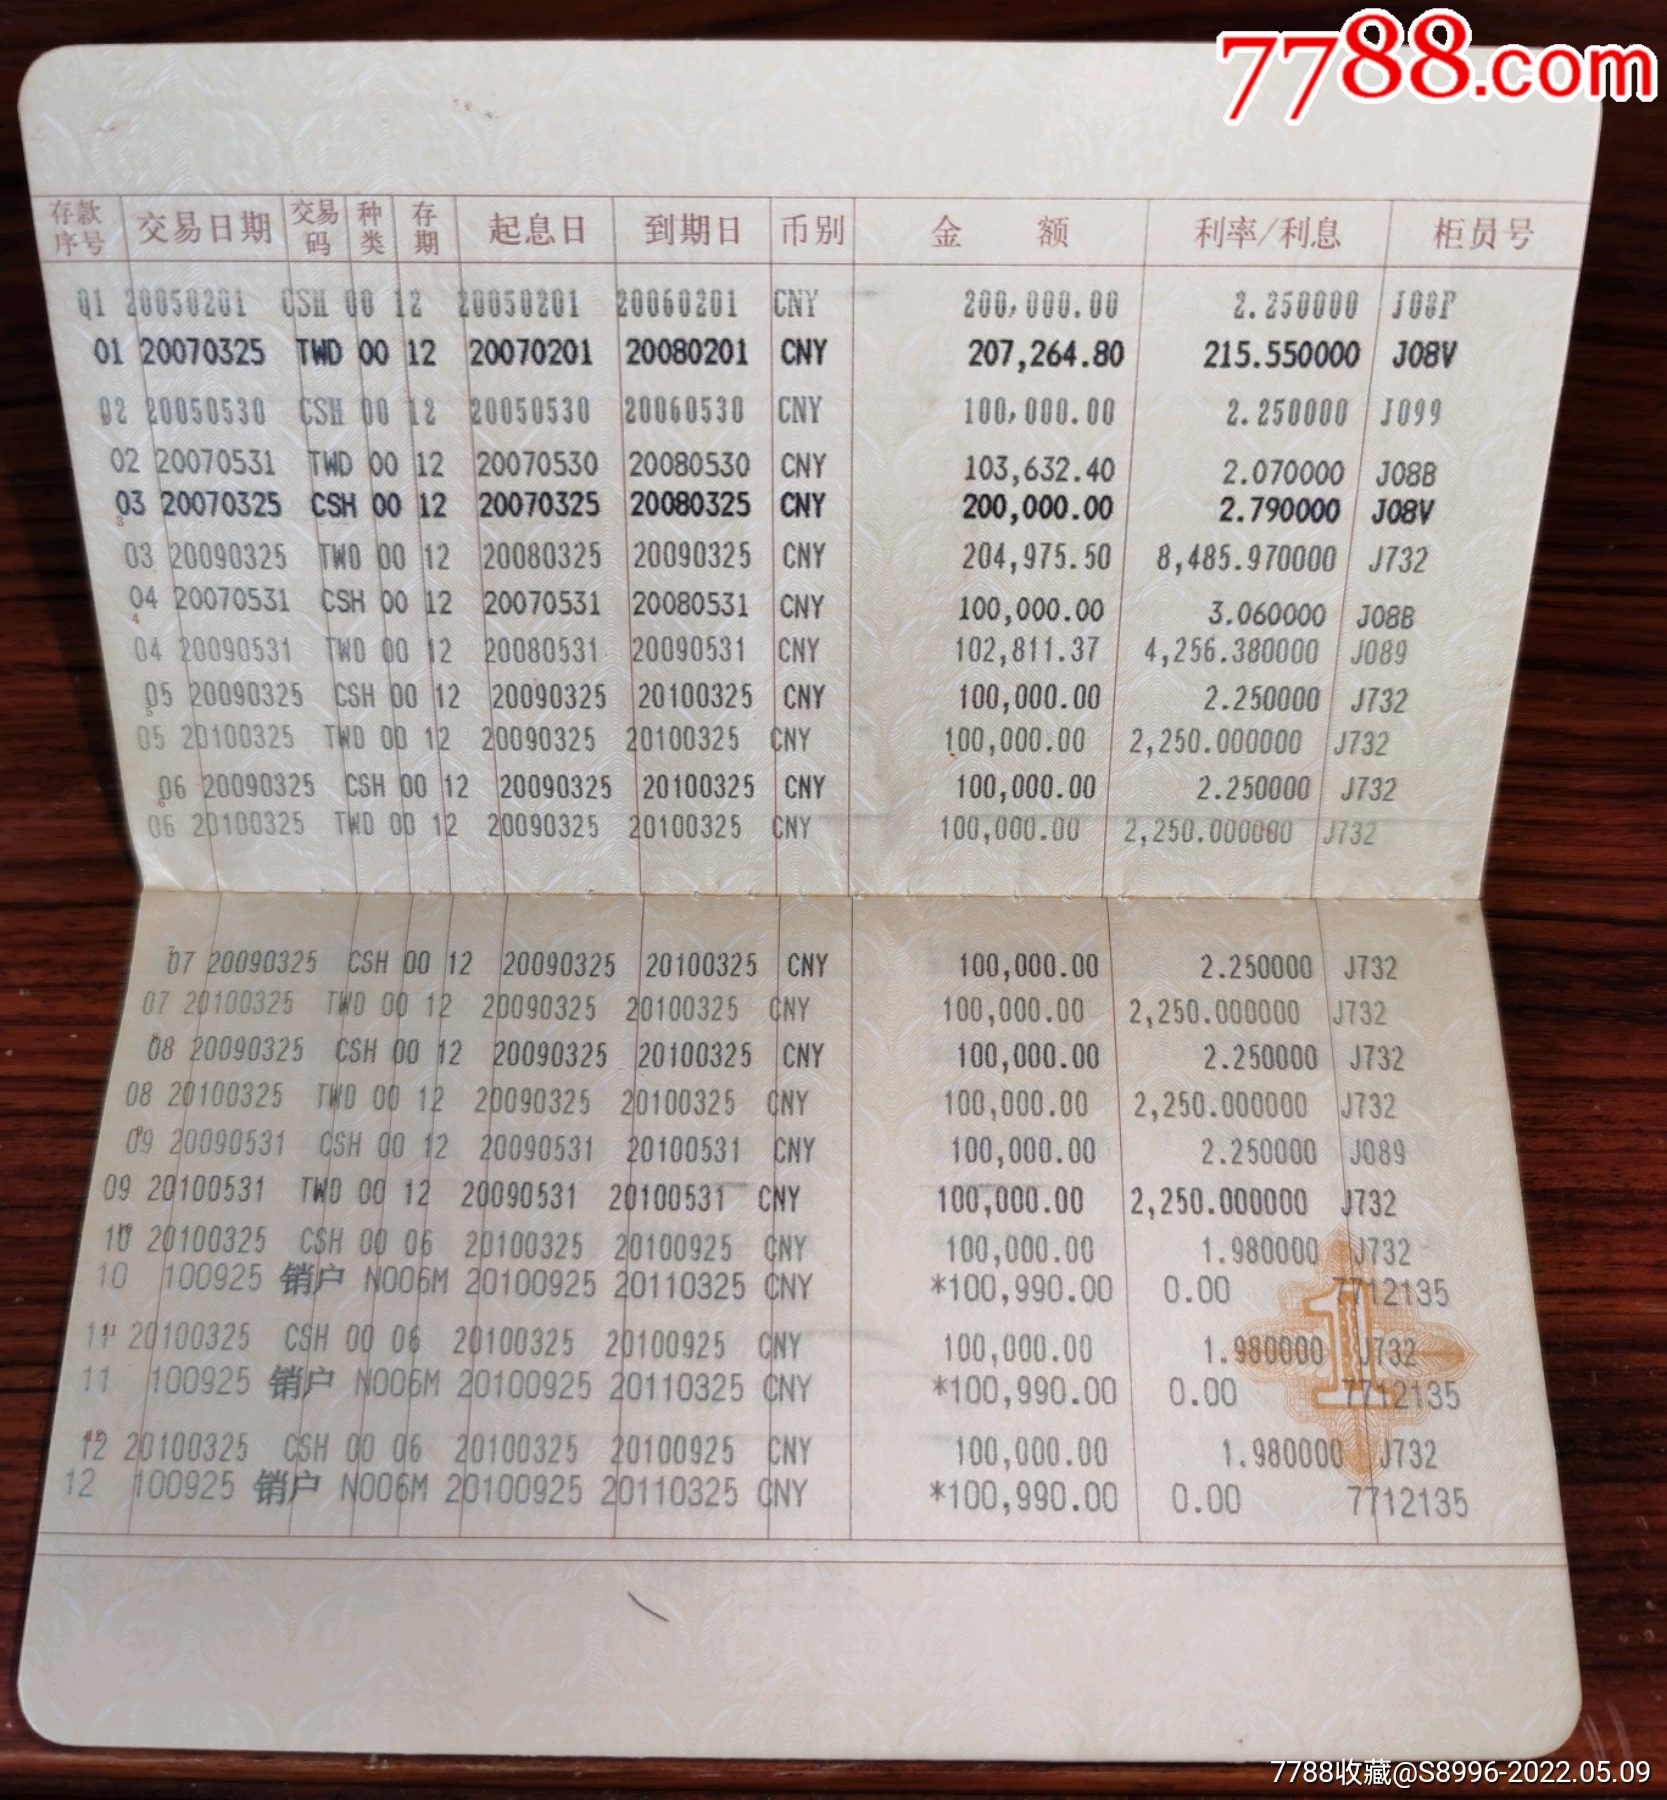 7788.com
存款序号 交易日期 交易码 种类 存期 起息日 到期日 币别 金额 利率/利息 柜员号
01 20050201 CSH 00 12 20050201 20060201 CNY 200,000.00 2.250000 J08F
01 20070325 TWD 00 12 20070201 20080201 CNY 207,264.80 215.550000 J08V
02 20050530 CSH 00 12 20050530 20060530 CNY 100,000.00 2.250000 J099
02 20070531 TWD 00 12 20070530 20080530 CNY 103,632.40 2.070000 J08B
03 20070325 CSH 00 12 20070325 20080325 CNY 200,000.00 2.790000 J08V
03 20090325 TWD 00 12 20080325 20090325 CNY 204,975.50 8,485.970000 J732
04 20070531 CSH 00 12 20070531 20080531 CNY 100,000.00 3.060000 J08B
04 20090531 TWD 00 12 20080531 20090531 CNY 102,811.37 4,256.380000 J089
05 20090325 CSH 00 12 20090325 20100325 CNY 100,000.00 2.250000 J732
05 20100325 TWD 00 12 20090325 20100325 CNY 100,000.00 2,250.000000 J732
06 20090325 CSH 00 12 20090325 20100325 CNY 100,000.00 2.250000 J732
06 20100325 TWD 00 12 20090325 20100325 CNY 100,000.00 2,250.000000 J732
07 20090325 CSH 00 12 20090325 20100325 CNY 100,000.00 2.250000 J732
07 20100325 TWD 00 12 20090325 20100325 CNY 100,000.00 2,250.000000 J732
08 20090325 CSH 00 12 20090325 20100325 CNY 100,000.00 2.250000 J732
08 20100325 TWD 00 12 20090325 20100325 CNY 100,000.00 2,250.000000 J732
09 20090531 CSH 00 12 20090531 20100531 CNY 100,000.00 2.250000 J089
09 20100531 TWD 00 12 20090531 20100531 CNY 100,000.00 2,250.000000 J732
10 20100325 CSH 00 06 20100325 20100925 CNY 100,000.00 1.980000 J732
10 100925 销户 N006M 20100925 20110325 CNY *100,990.00 0.00 7712135
11 20100325 CSH 00 06 20100325 20100925 CNY 100,000.00 1.980000 J732
11 100925 销户 N006M 20100925 20110325 CNY *100,990.00 0.00 7712135
12 20100325 CSH 00 06 20100325 20100925 CNY 100,000.00 1.980000 J732
12 100925 销户 N006M 20100925 20110325 CNY *100,990.00 0.00 7712135
1
7788收藏@S8996-2022.05.09